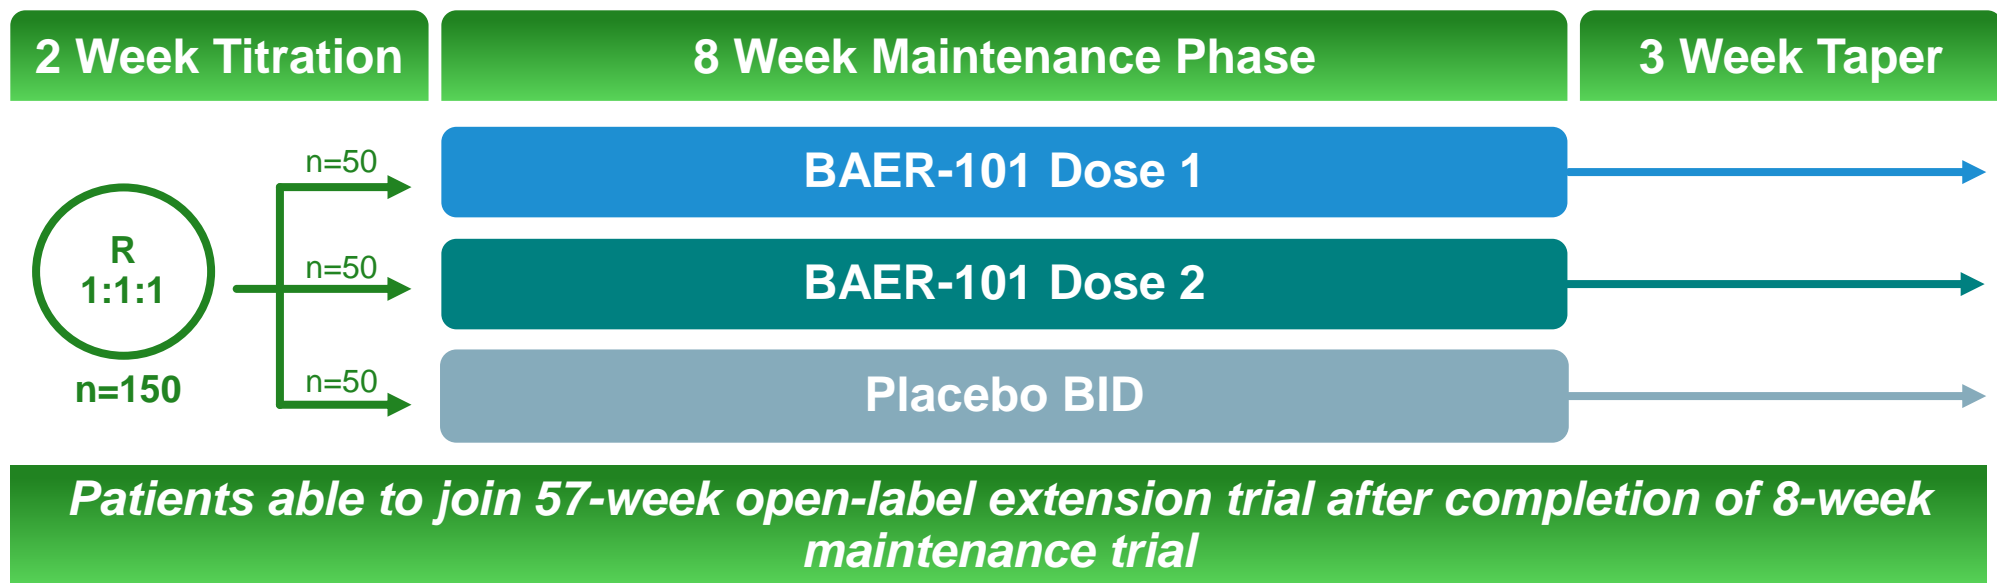 2 Week Titration
8 Week Maintenance Phase
3 Week Taper
R
1:1:1
n=150
n=50
n=50
n=50
BAER-101 Dose 1
BAER-101 Dose 2
Placebo BID
Patients able to join 57-week open-label extension trial after completion of 8-week
maintenance trial